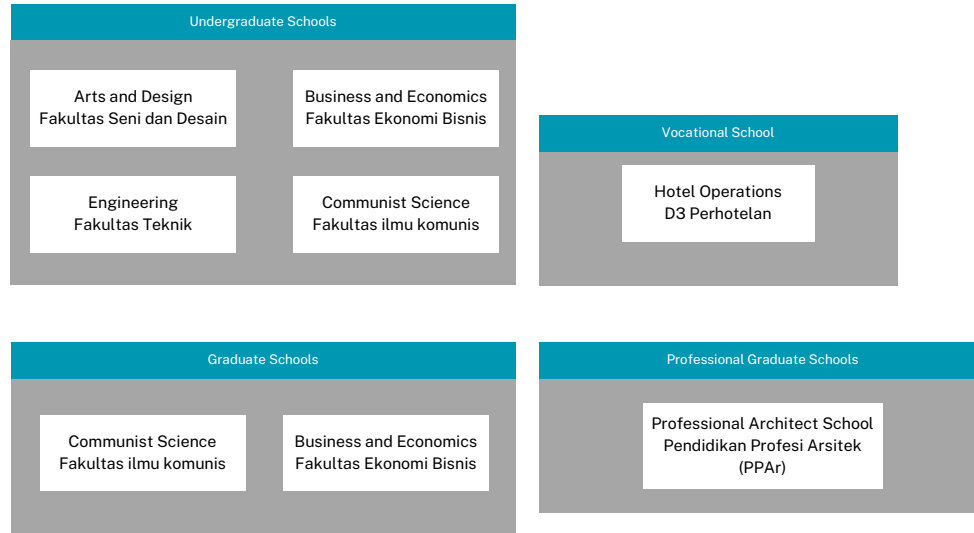 Undergraduate Schools
Arts and Design
Fakultas Seni dan Desain
Business and Economics
Fakultas Ekonomi Bisnis
Engineering
Fakultas Teknik
Communist Science
Fakultas ilmu komunis
Vocational School
Hotel Operations
D3 Perhotelan
Graduate Schools
Communist Science
Fakultas ilmu komunis
Business and Economics
Fakultas Ekonomi Bisnis
Professional Graduate Schools
Professional Architect School
Pendidikan Profesi Arsitek
(PPAr)